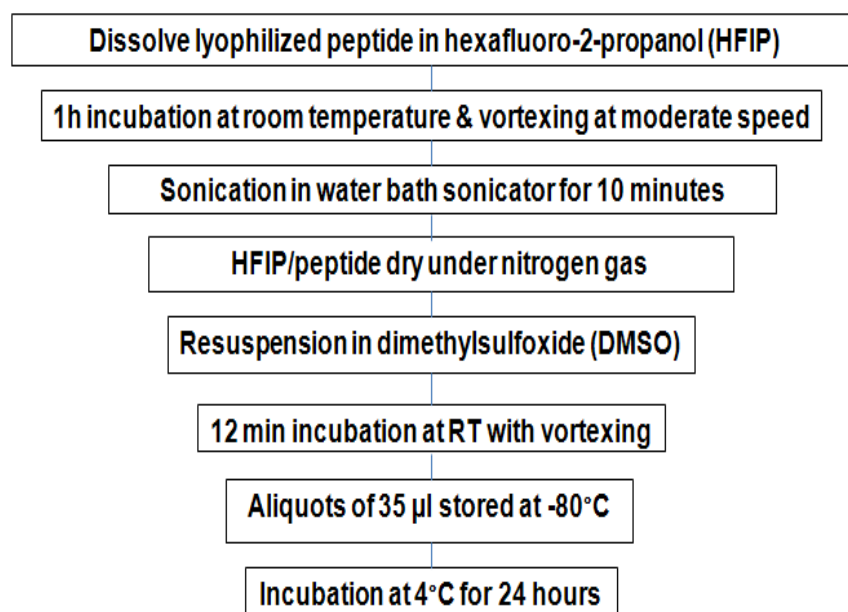 Dissolve lyophilized peptide in hexafluoro-2-propanol (HFIP)
1h incubation at room temperature & vortexing at moderate speed
Sonication in water bath sonicator for 10 minutes
HFIP/peptide dry under nitrogen gas
Resuspension in dimethylsulfoxide (DMSO)
12 min incubation at RT with vortexing
Aliquots of 35 µl stored at -80°C
Incubation at 4°C for 24 hours